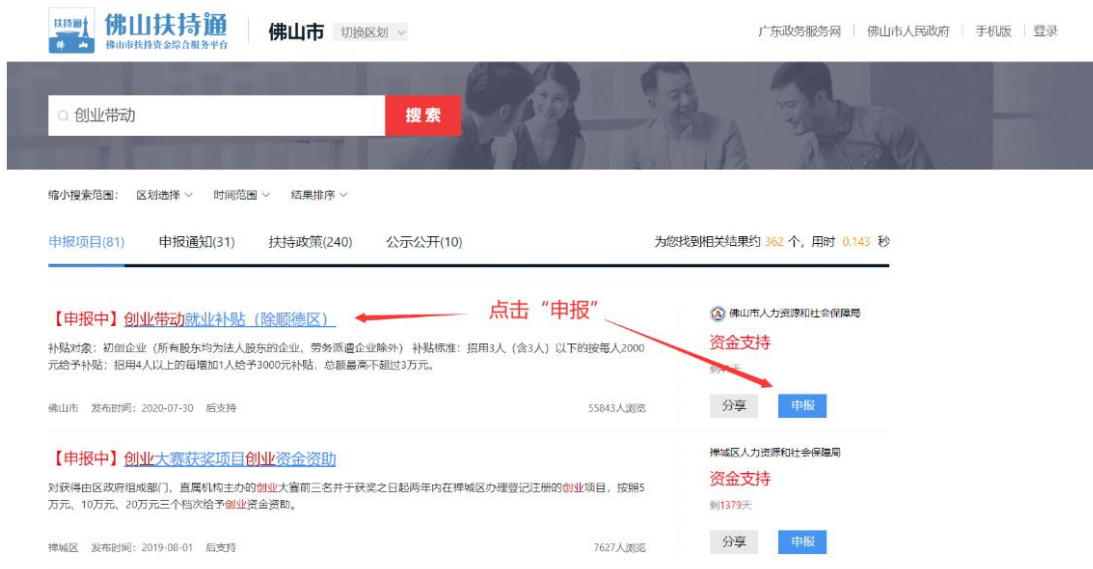 扶持通
佛山
佛山扶持通
佛山市扶持资金综合服务平台
佛山市 切换区划
广东政务服务网 佛山市人民政府 手机版 登录
创业带动 搜索
缩小搜索范围: 区划选择 时间范围 结果排序
申报项目(81) 申报通知(31) 扶持政策(240) 公示公开(10) 为您找到相关结果约 362 个, 用时 0.143 秒
点击“申报”
【申报中】创业带动就业补贴（除顺德区） 佛山市人力资源和社会保障局
补贴对象：初创企业（所有股东均为法人股东的企业、劳务派遣企业除外） 补贴标准：招用3人（含3人）以下的按每人2000
元给予补贴；招用4人以上的每增加1人给予3000元补贴，总额最高不超过3万元。
资金支持
佛山市 发布时间：2020-07-30 后支持 55843人浏览 分享 申报
【申报中】创业大赛获奖项目创业资金资助 禅城区人力资源和社会保障局
对获得由区政府组成部门、直属机构主办的创业大赛前三名并于获奖之日起两年内在禅城区办理登记注册的创业项目，按照5
万元、10万元、20万元三个档次给予创业资金资助。
资金支持
到1379天
禅城区 发布时间：2019-08-01 后支持 7627人浏览 分享 申报